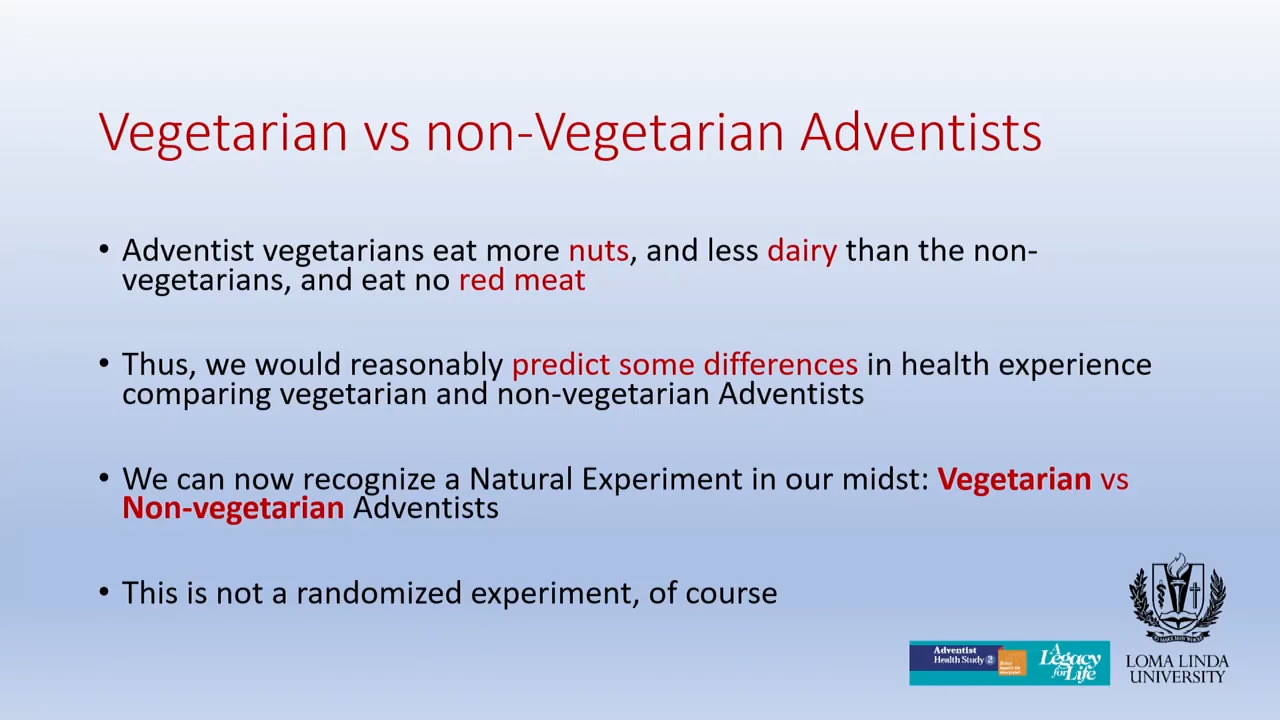 Vegetarian vs non-Vegetarian Adventists
• Adventist vegetarians eat more nuts, and less dairy than the non-
vegetarians, and eat no red meat
• Thus, we would reasonably predict some differences in health experience
comparing vegetarian and non-vegetarian Adventists
• We can now recognize a Natural Experiment in our midst: Vegetarian vs
Non-vegetarian Adventists
• This is not a randomized experiment, of course
Adventist
Health Study 2
A
Legacy
for Life
LOMA LINDA
UNIVERSITY